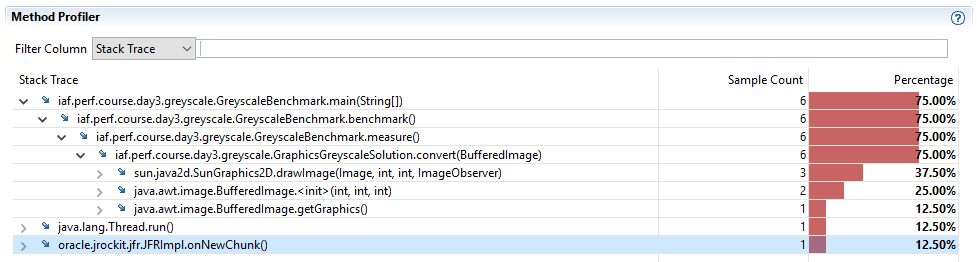 Method Profiler
Filter Column Stack Trace
Stack Trace Sample Count Percentage
iaf.perf.course.day3.greyscale.GreyscaleBenchmark.main(String[]) 6 75.00%
iaf.perf.course.day3.greyscale.GreyscaleBenchmark.benchmark() 6 75.00%
iaf.perf.course.day3.greyscale.GreyscaleBenchmark.measure() 6 75.00%
iaf.perf.course.day3.greyscale.GraphicsGreyscaleSolution.convert(BufferedImage) 6 75.00%
sun.java2d.SunGraphics2D.drawImage(Image, int, int, ImageObserver) 3 37.50%
java.awt.image.BufferedImage.<init>(int, int, int) 2 25.00%
java.awt.image.BufferedImage.getGraphics() 1 12.50%
java.lang.Thread.run() 1 12.50%
oracle.jrockit.jfr.JFRImpl.onNewChunk() 1 12.50%